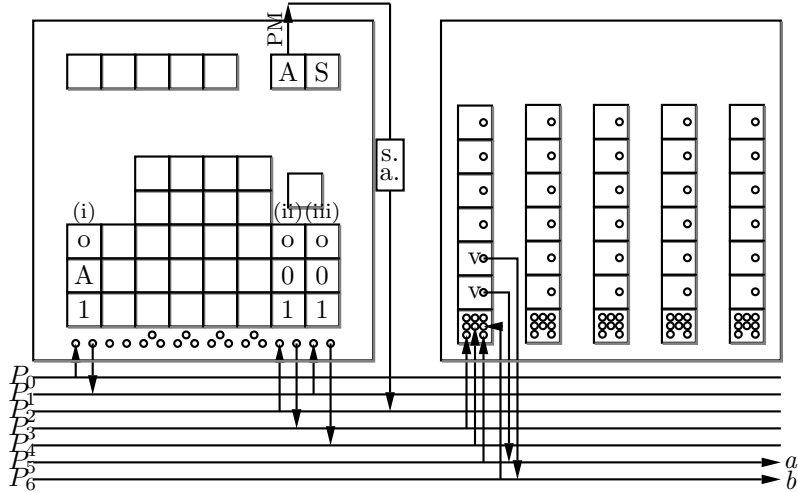 PM
A S
s.
a.
(i) (ii) (iii)
o o o
A 0 0
1 1 1
v
v
P0
P1
P2
P3
P4
P5 a
P6 b